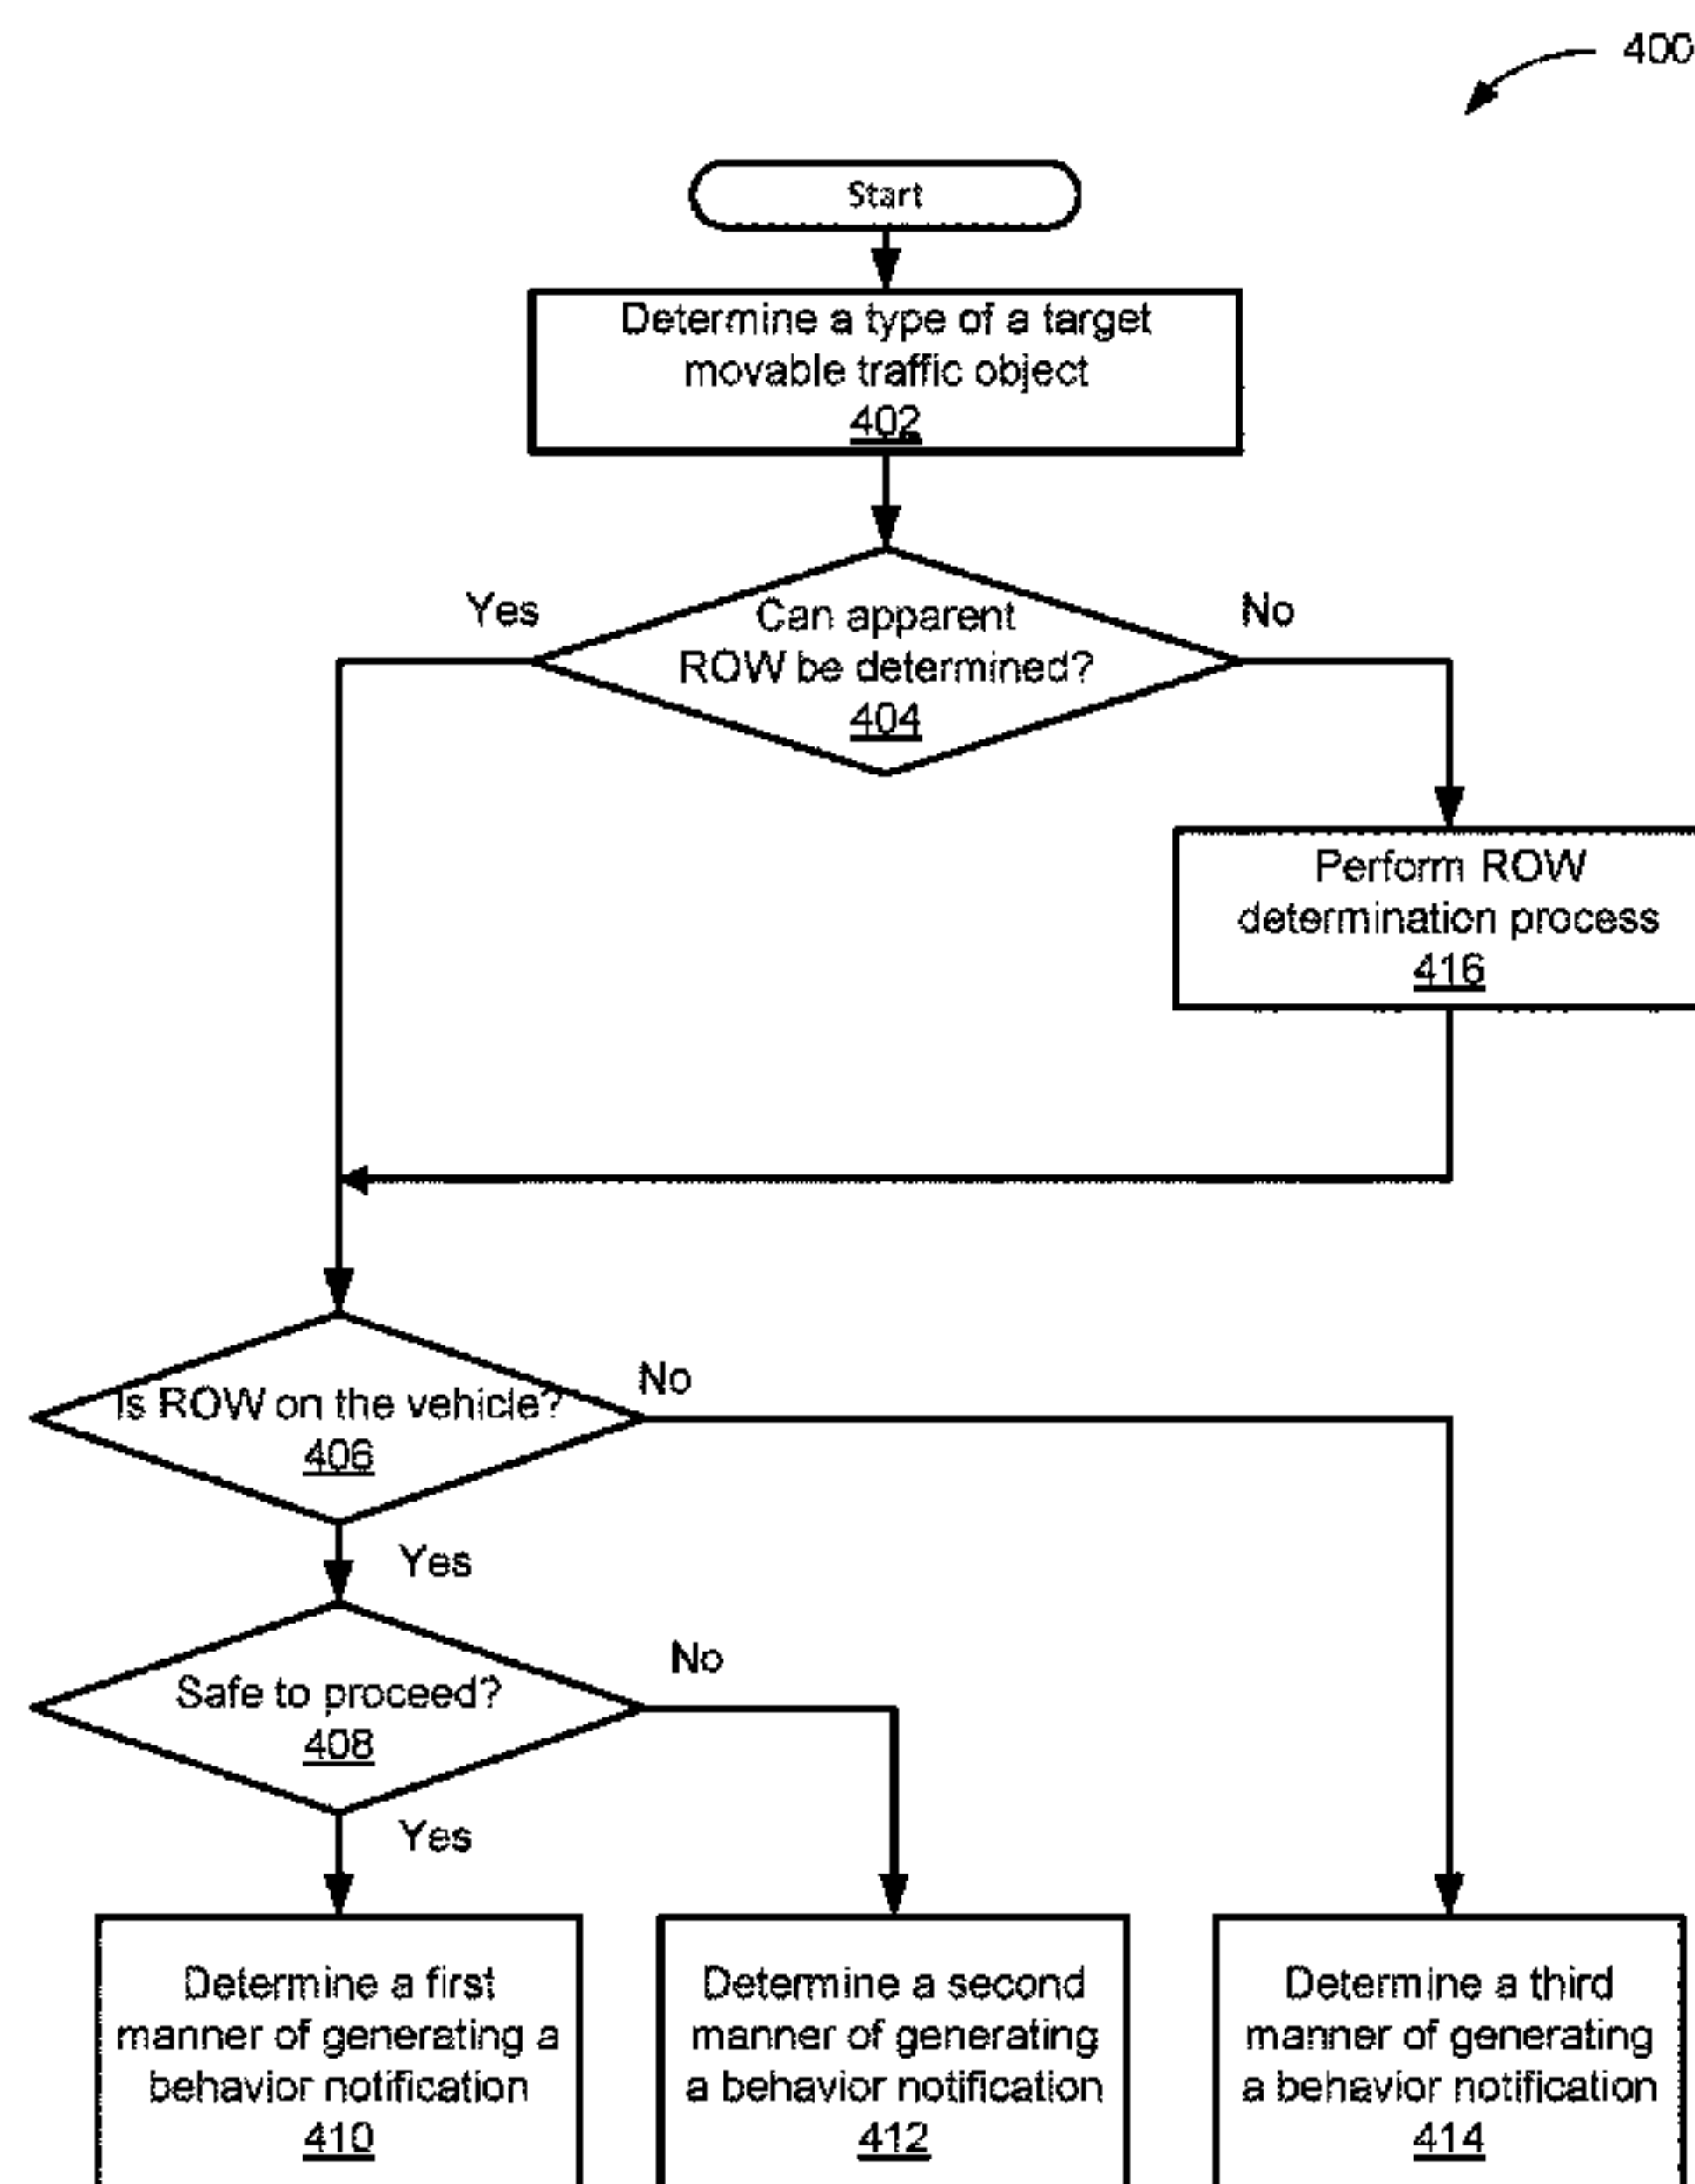 400
Start
Determine a type of a target
movable traffic object
402
Yes
No
Can apparent
ROW be determined?
404
Perform ROW
determination process
416
Is ROW on the vehicle?
406
No
Yes
Safe to proceed?
408
No
Yes
Determine a first
manner of generating a
behavior notification
410
Determine a second
manner of generating
a behavior notification
412
Determine a third
manner of generating
a behavior notification
414